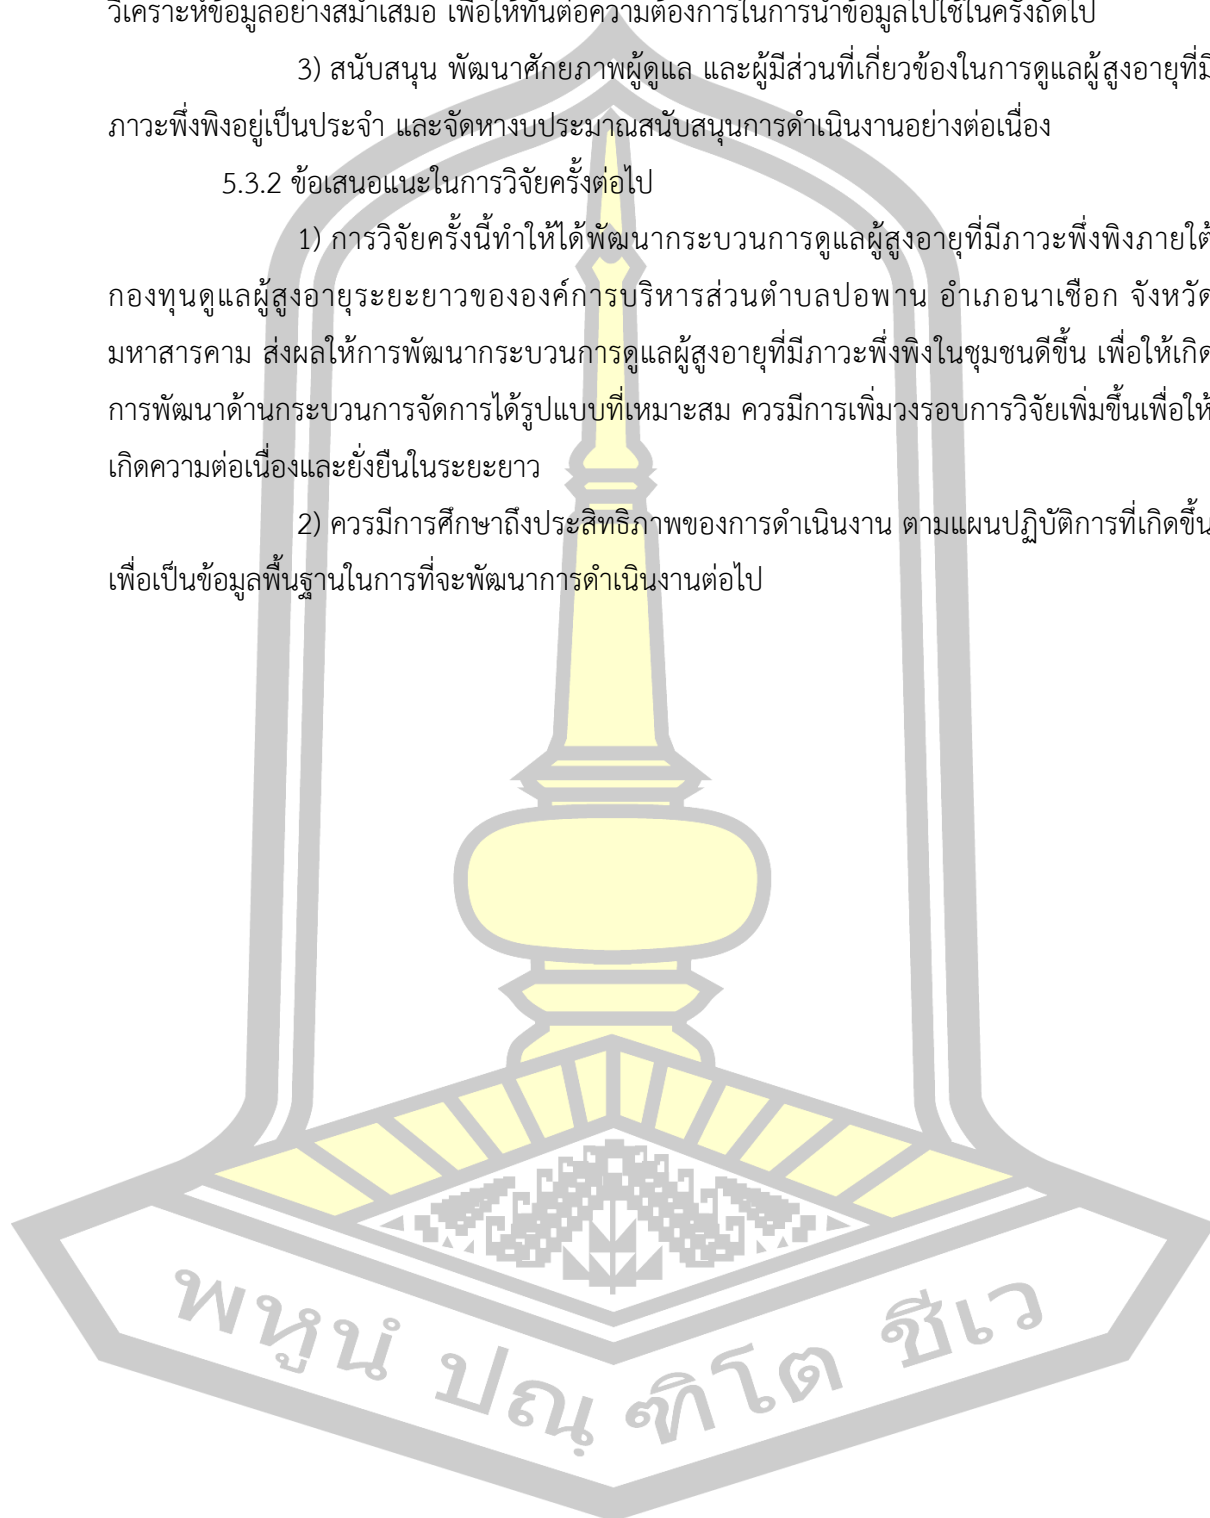 วิเคราะห์ข้อมูลอย่างสม่ำเสมอ เพื่อให้ทันต่อความต้องการในการนำข้อมูลไปใช้ในครั้งถัดไป
3) สนับสนุน พัฒนาศักยภาพผู้ดูแล และผู้มีส่วนที่เกี่ยวข้องในการดูแลผู้สูงอายุที่มี
ภาวะพึ่งพิงอยู่เป็นประจำ และจัดหางบประมาณสนับสนุนการดำเนินงานอย่างต่อเนื่อง
5.3.2 ข้อเสนอแนะในการวิจัยครั้งต่อไป
1) การวิจัยครั้งนี้ทำให้ได้พัฒนากระบวนการดูแลผู้สูงอายุที่มีภาวะพึ่งพิงภายใต้
กองทุนดูแลผู้สูงอายุระยะยาวขององค์การบริหารส่วนตำบลปอพาน อำเภอนาเชือก จังหวัด
มหาสารคาม ส่งผลให้การพัฒนากระบวนการดูแลผู้สูงอายุที่มีภาวะพึ่งพิงในชุมชนดีขึ้น เพื่อให้เกิด
การพัฒนาด้านกระบวนการจัดการได้รูปแบบที่เหมาะสม ควรมีการเพิ่มวงรอบการวิจัยเพิ่มขึ้นเพื่อให้
เกิดความต่อเนื่องและยั่งยืนในระยะยาว
2) ควรมีการศึกษาถึงประสิทธิภาพของการดำเนินงาน ตามแผนปฏิบัติการที่เกิดขึ้น
เพื่อเป็นข้อมูลพื้นฐานในการที่จะพัฒนาการดำเนินงานต่อไป
พหูนํ ปณฺ ฑิโต ชีเว